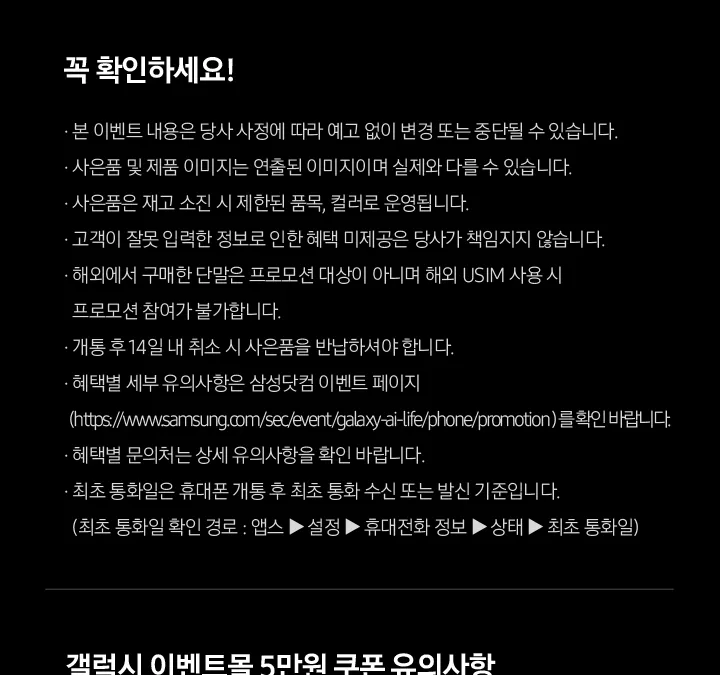 꼭 확인하세요!
· 본 이벤트 내용은 당사 사정에 따라 예고 없이 변경 또는 중단될 수 있습니다.
· 사은품 및 제품 이미지는 연출된 이미지이며 실제와 다를 수 있습니다.
· 사은품은 재고 소진 시 제한된 품목, 컬러로 운영됩니다.
· 고객이 잘못 입력한 정보로 인한 혜택 미제공은 당사가 책임지지 않습니다.
· 해외에서 구매한 단말은 프로모션 대상이 아니며 해외 USIM 사용 시
프로모션 참여가 불가합니다.
· 개통 후 14일 내 취소 시 사은품을 반납하셔야 합니다.
· 혜택별 세부 유의사항은 삼성닷컴 이벤트 페이지
(https://www.samsung.com/sec/event/galaxy-ai-life/phone/promotion) 를 확인 바랍니다.
· 혜택별 문의처는 상세 유의사항을 확인 바랍니다.
· 최초 통화일은 휴대폰 개통 후 최초 통화 수신 또는 발신 기준입니다.
(최초 통화일 확인 경로 : 앱스 ▶ 설정 ▶ 휴대전화 정보 ▶ 상태 ▶ 최초 통화일)
갤럭시 이벤트몰 5만원 쿠폰 유의사항